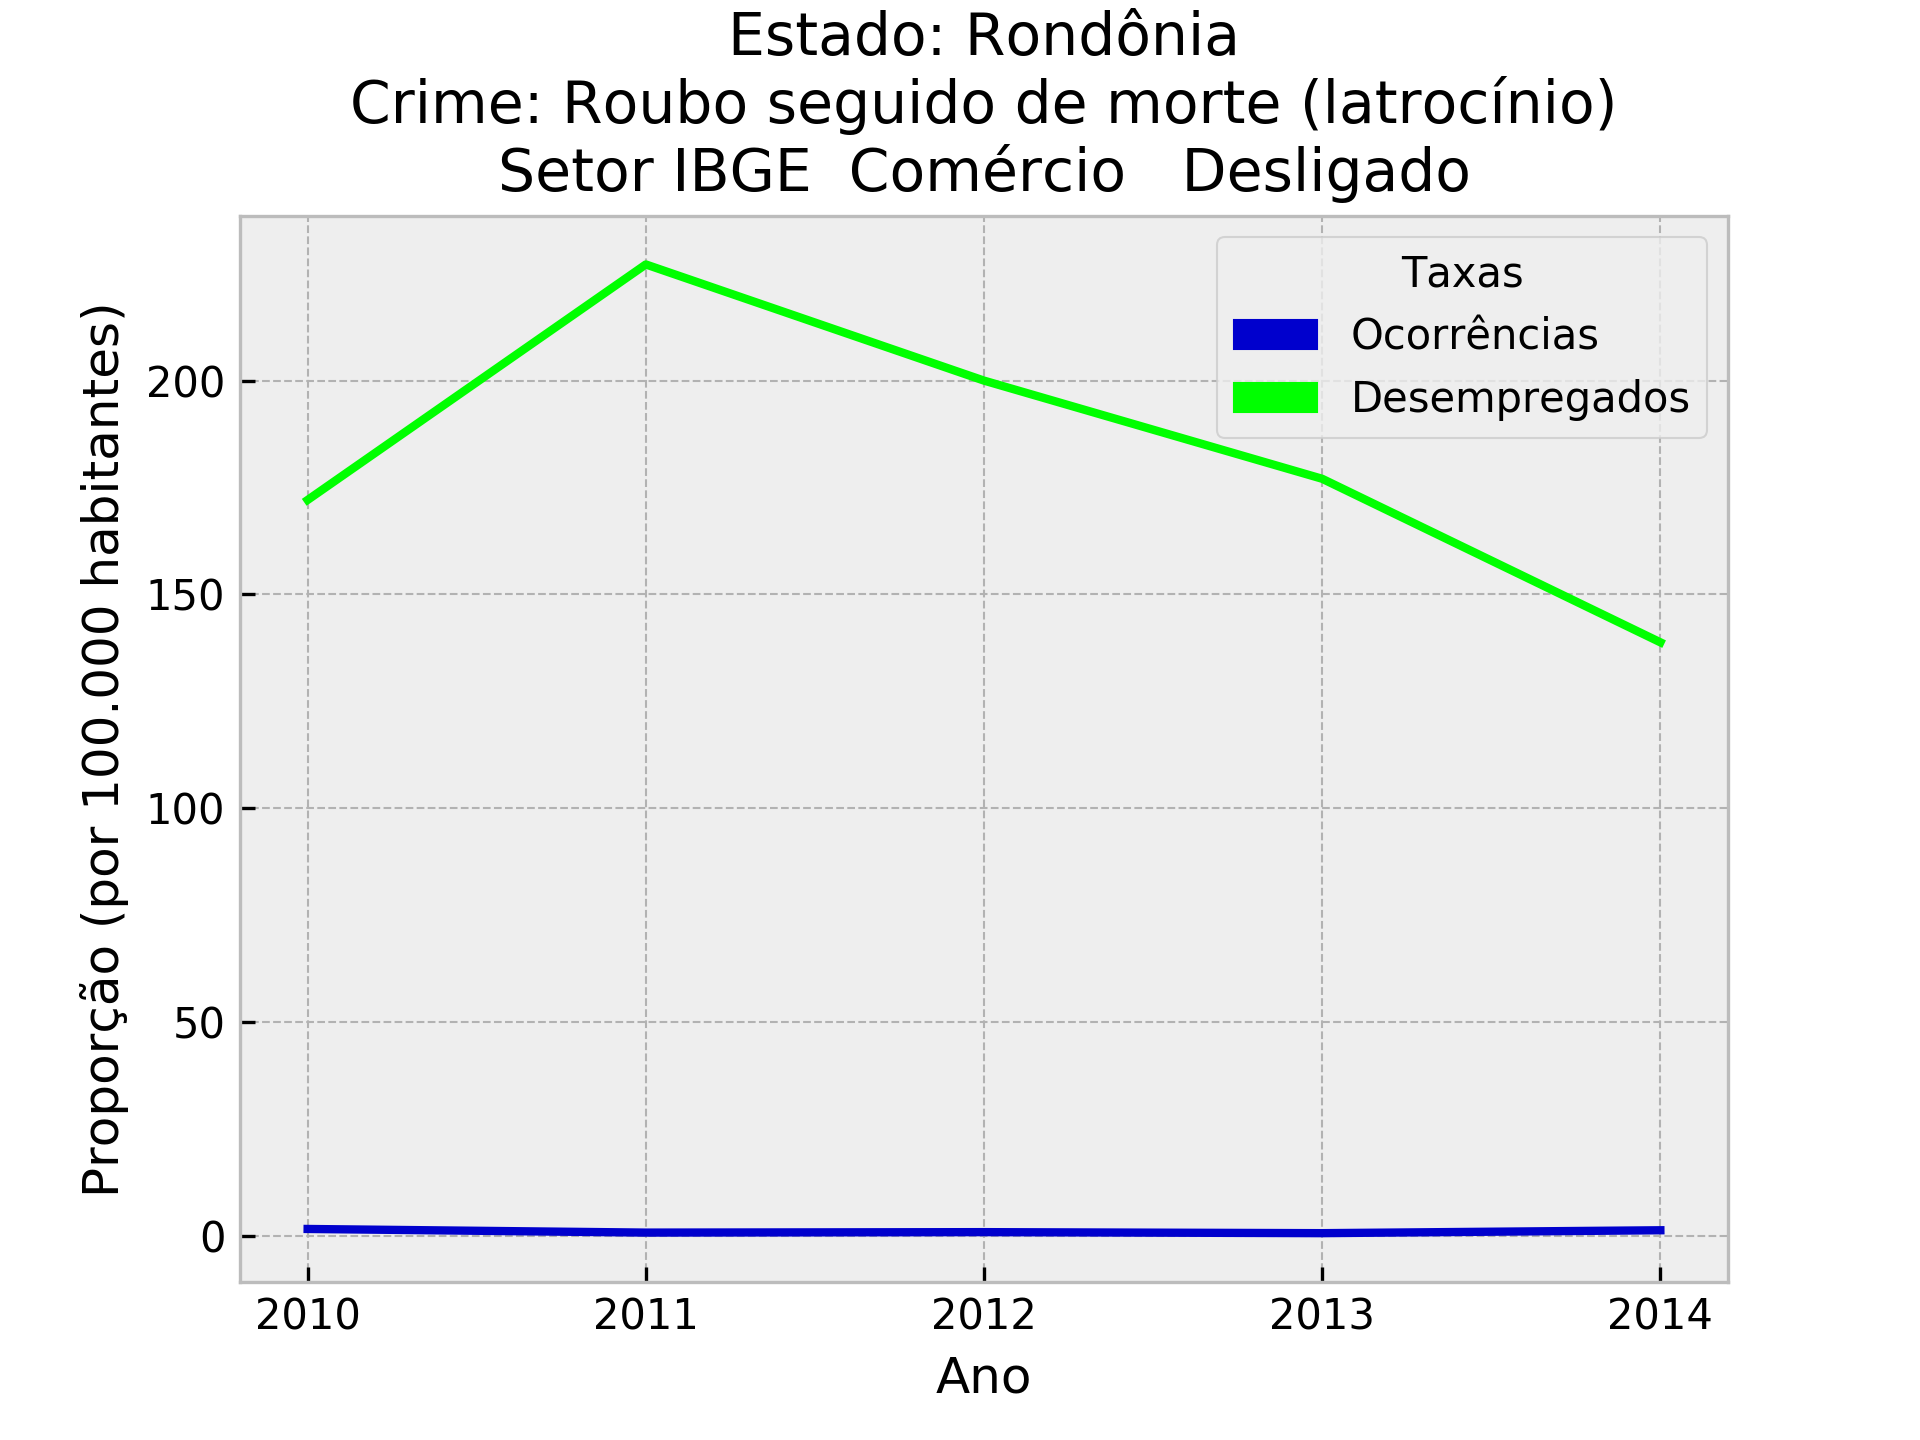 Estado: Rondônia
Crime: Roubo seguido de morte (latrocínio)
Setor IBGE  Comércio   Desligado
Taxas
Ocorrências
Desempregados
Proporção (por 100.000 habitantes)
200
150
100
50
0
2010 2011 2012 2013 2014
Ano